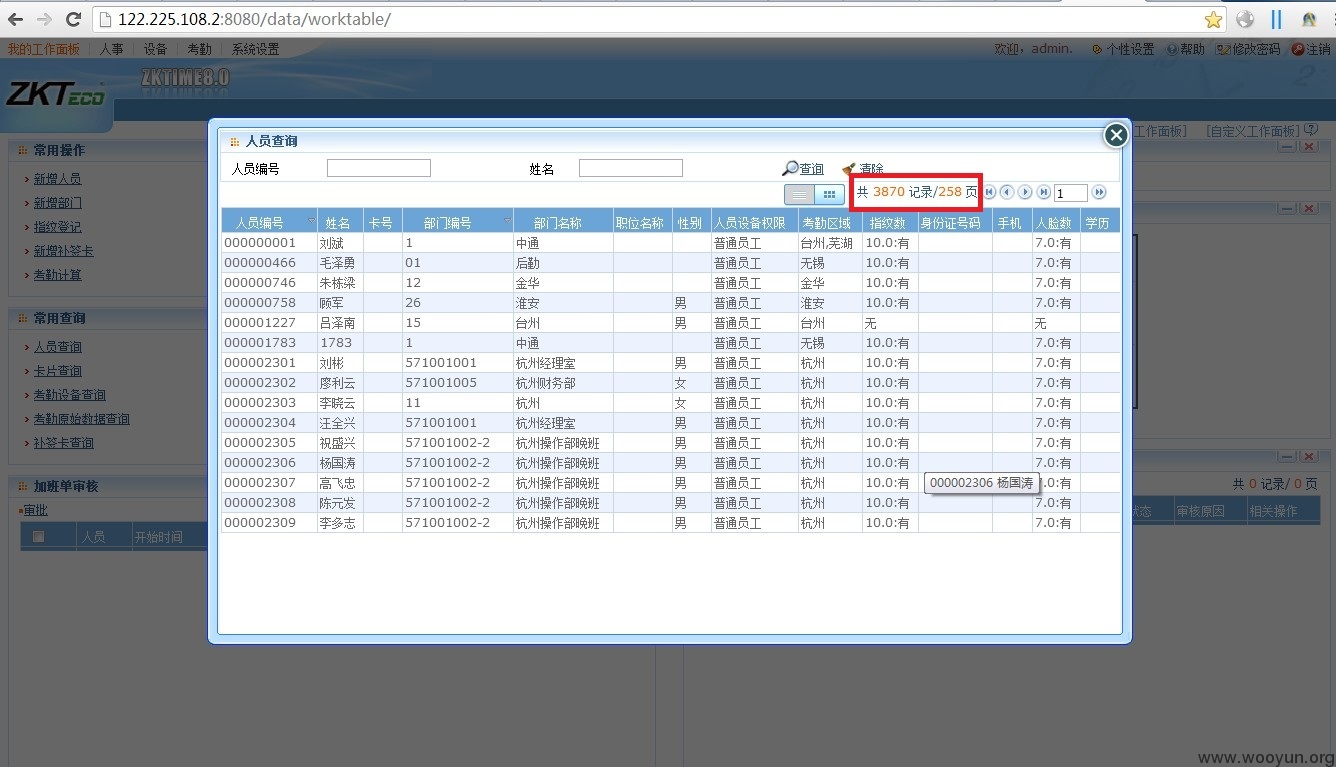 122.225.108.2:8080/data/worktable/
我的工作面板 人事 设备 考勤 系统设置 欢迎，admin. 个性设置 帮助 修改密码 注销
ZKTECO ZKTIME8.0
工作面板] [自定义工作面板]
常用操作
新增人员
新增部门
指纹登记
新增补签卡
考勤计算
常用查询
人员查询
卡片查询
考勤设备查询
考勤原始数据查询
补签卡查询
加班单审核
审批
人员 开始时间
人员查询
人员编号 姓名 查询 清除
共 3870 记录/258 页 1
人员编号 姓名 卡号 部门编号 部门名称 职位名称 性别 人员设备权限 考勤区域 指纹数 身份证号码 手机 人脸数 学历
000000001 刘斌 1 中通 普通员工 台州,芜湖 10.0:有 7.0:有
000000466 毛泽勇 01 后勤 普通员工 无锡 10.0:有 7.0:有
000000746 朱栋梁 12 金华 普通员工 金华 10.0:有 7.0:有
000000758 顾军 26 淮安 男 普通员工 淮安 10.0:有 7.0:有
000001227 吕泽南 15 台州 男 普通员工 台州 无 无
000001783 1783 1 中通 普通员工 无锡 10.0:有 7.0:有
000002301 刘彬 571001001 杭州经理室 男 普通员工 杭州 10.0:有 7.0:有
000002302 廖利云 571001005 杭州财务部 女 普通员工 杭州 10.0:有 7.0:有
000002303 李晓云 11 杭州 女 普通员工 杭州 10.0:有 7.0:有
000002304 汪全兴 571001001 杭州经理室 男 普通员工 杭州 10.0:有 7.0:有
000002305 祝盛兴 571001002-2 杭州操作部晚班 男 普通员工 杭州 10.0:有 7.0:有
000002306 杨国涛 571001002-2 杭州操作部晚班 男 普通员工 杭州 10.0:有 7.0:有
000002307 高飞忠 571001002-2 杭州操作部晚班 男 普通员工 杭州 10.0:有 .0:有
000002306 杨国涛
000002308 陈元发 571001002-2 杭州操作部晚班 男 普通员工 杭州 10.0:有 7.0:有
000002309 李多志 571001002-2 杭州操作部晚班 男 普通员工 杭州 10.0:有 7.0:有
共 0 记录/ 0 页
状态 审核原因 相关操作
www.wooyun.org